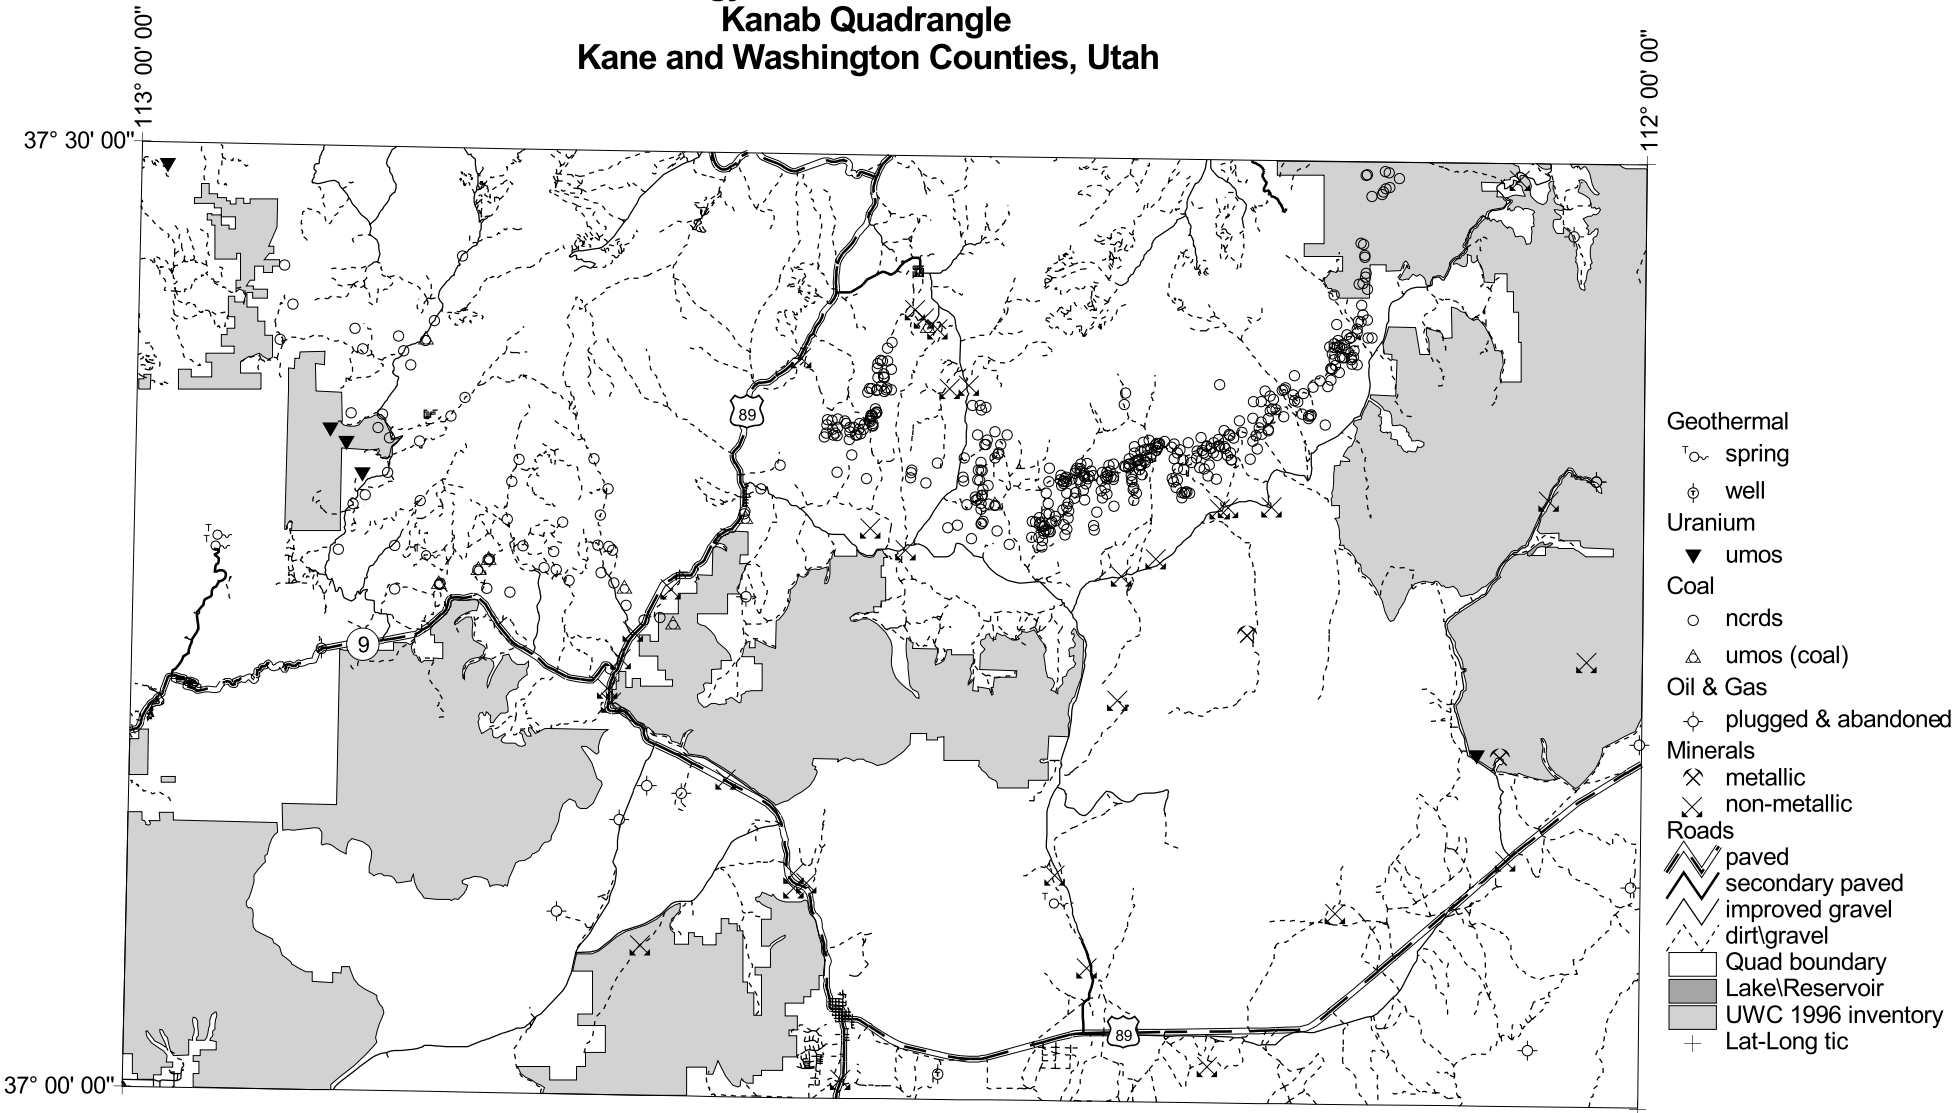 Kanab Quadrangle
Kane and Washington Counties, Utah
113° 00' 00"
112° 00' 00"
37° 30' 00"
89
T
T
9
T
T
89
37° 00' 00"
Geothermal
T
spring
T
well
Uranium
umos
Coal
ncrds
umos (coal)
Oil & Gas
plugged & abandoned
Minerals
metallic
non-metallic
Roads
paved
secondary paved
improved gravel
dirt\gravel
Quad boundary
Lake\Reservoir
UWC 1996 inventory
Lat-Long tic